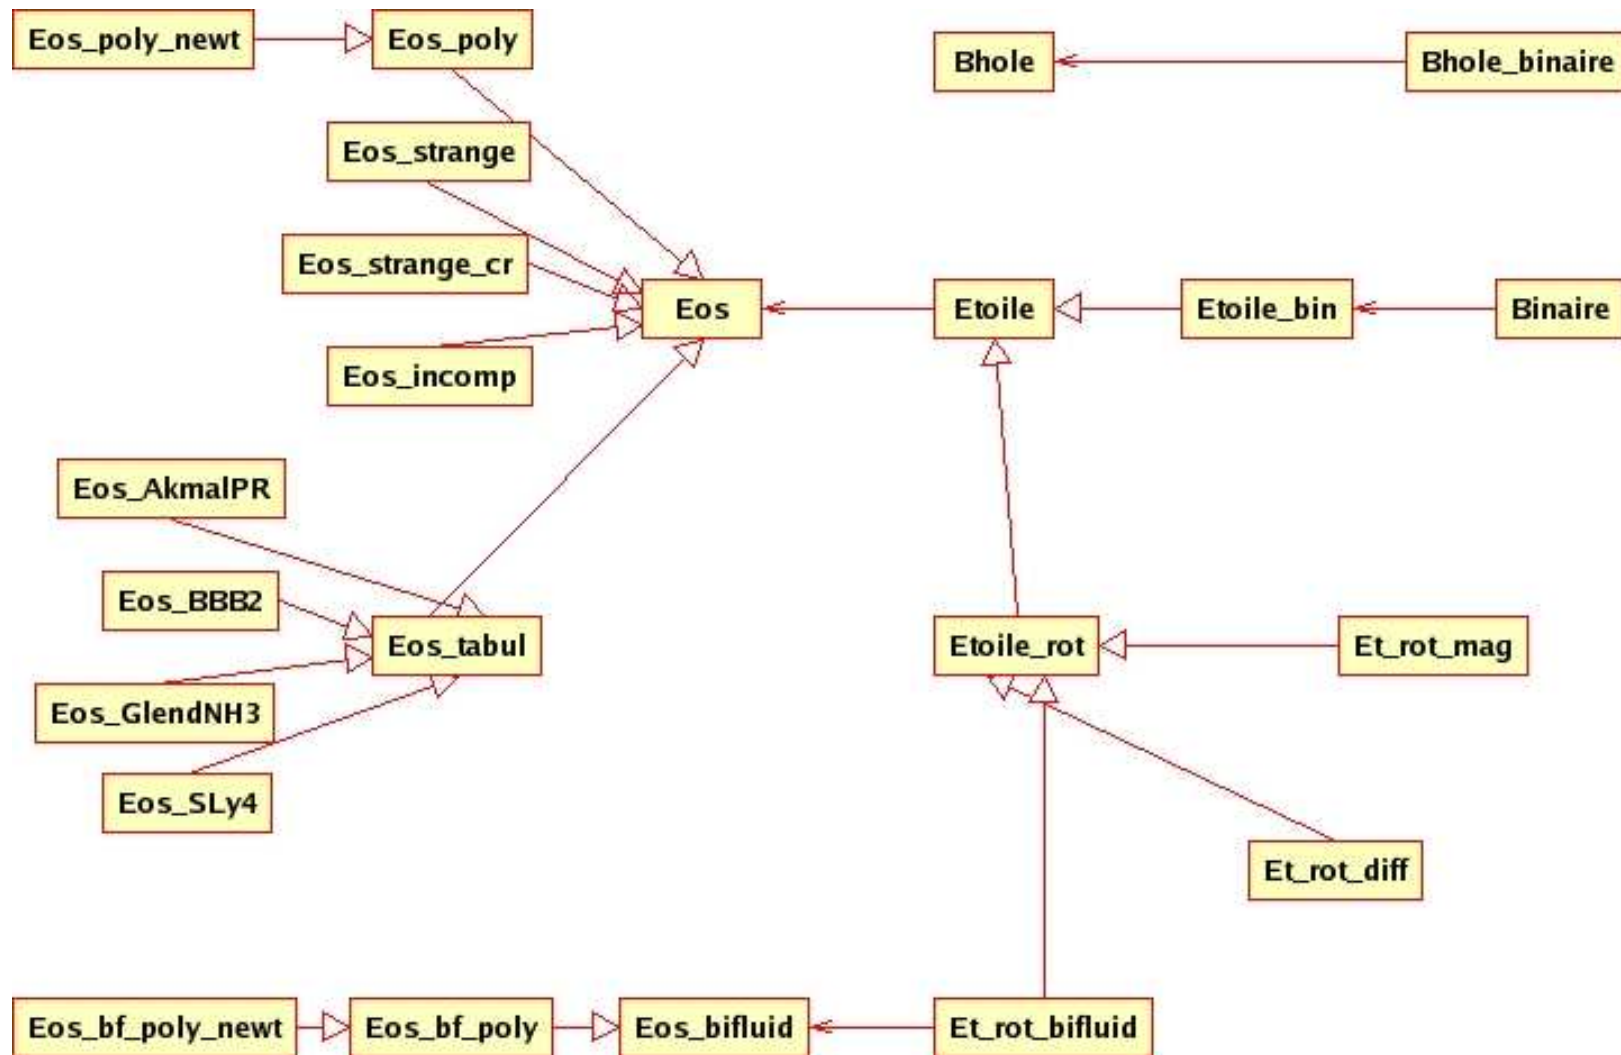 Eos_poly_newt
Eos_poly
Bhole
Bhole_binaire
Eos_strange
Eos_strange_cr
Eos
Etoile
Etoile_bin
Binaire
Eos_incomp
Eos_AkmalPR
Eos_BBB2
Eos_tabul
Etoile_rot
Et_rot_mag
Eos_GlendNH3
Eos_SLy4
Et_rot_diff
Eos_bf_poly_newt
Eos_bf_poly
Eos_bifluid
Et_rot_bifluid